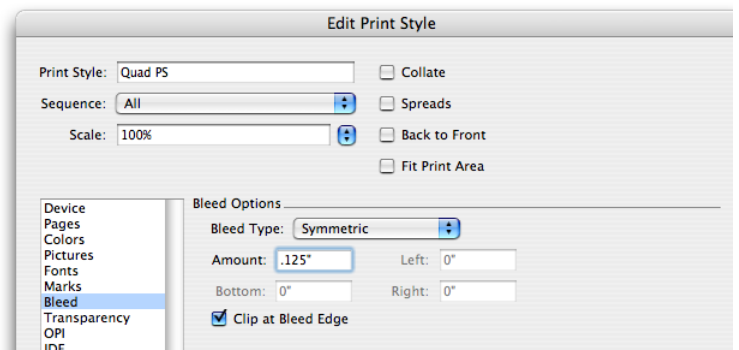 Edit Print Style
Print Style: Quad PS
Collate
Sequence: All
Spreads
Scale: 100%
Back to Front
Fit Print Area
Device
Pages
Colors
Pictures
Fonts
Marks
Bleed
Transparency
OPI
JDF
Bleed Options
Bleed Type: Symmetric
Amount: .125" Left: 0"
Bottom: 0" Right: 0"
Clip at Bleed Edge